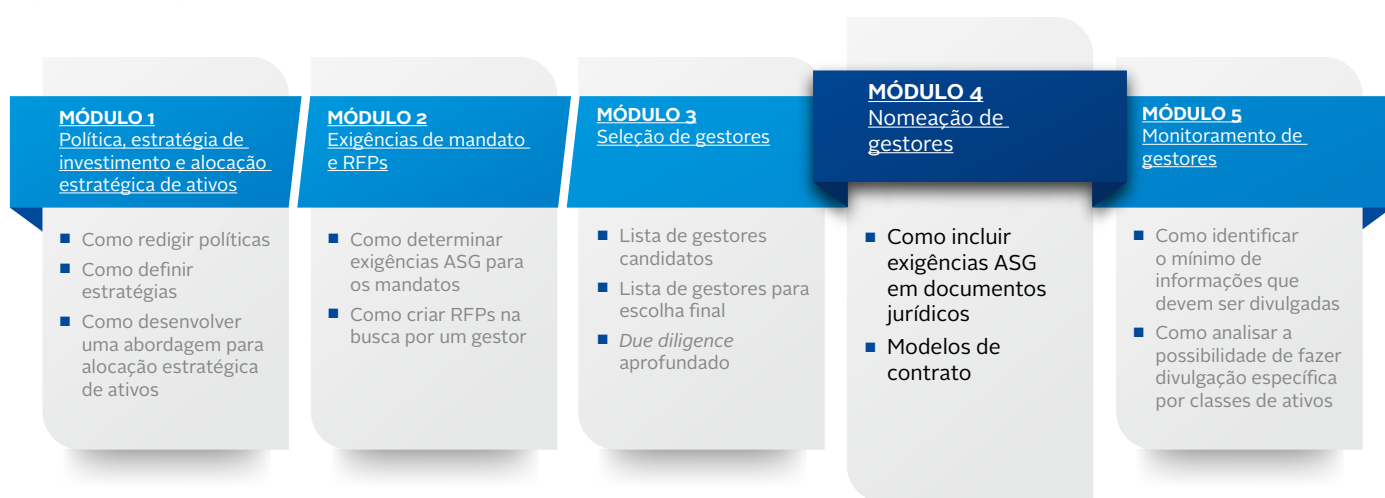 MÓDULO 1
Política, estratégia de
investimento e alocação
estratégica de ativos
■ Como redigir políticas
■ Como definir
estratégias
■ Como desenvolver
uma abordagem para
alocação estratégica
de ativos
MÓDULO 2
Exigências de mandato
e RFPs
■ Como determinar
exigências ASG para
os mandatos
■ Como criar RFPs na
busca por um gestor
MÓDULO 3
Seleção de gestores
■ Lista de gestores
candidatos
■ Lista de gestores para
escolha final
■ Due diligence
aprofundado
MÓDULO 4
Nomeação de
gestores
■ Como incluir
exigências ASG
em documentos
jurídicos
■ Modelos de
contrato
MÓDULO 5
Monitoramento de
gestores
■ Como identificar
o mínimo de
informações que
devem ser divulgadas
■ Como analisar a
possibilidade de fazer
divulgação específica
por classes de ativos